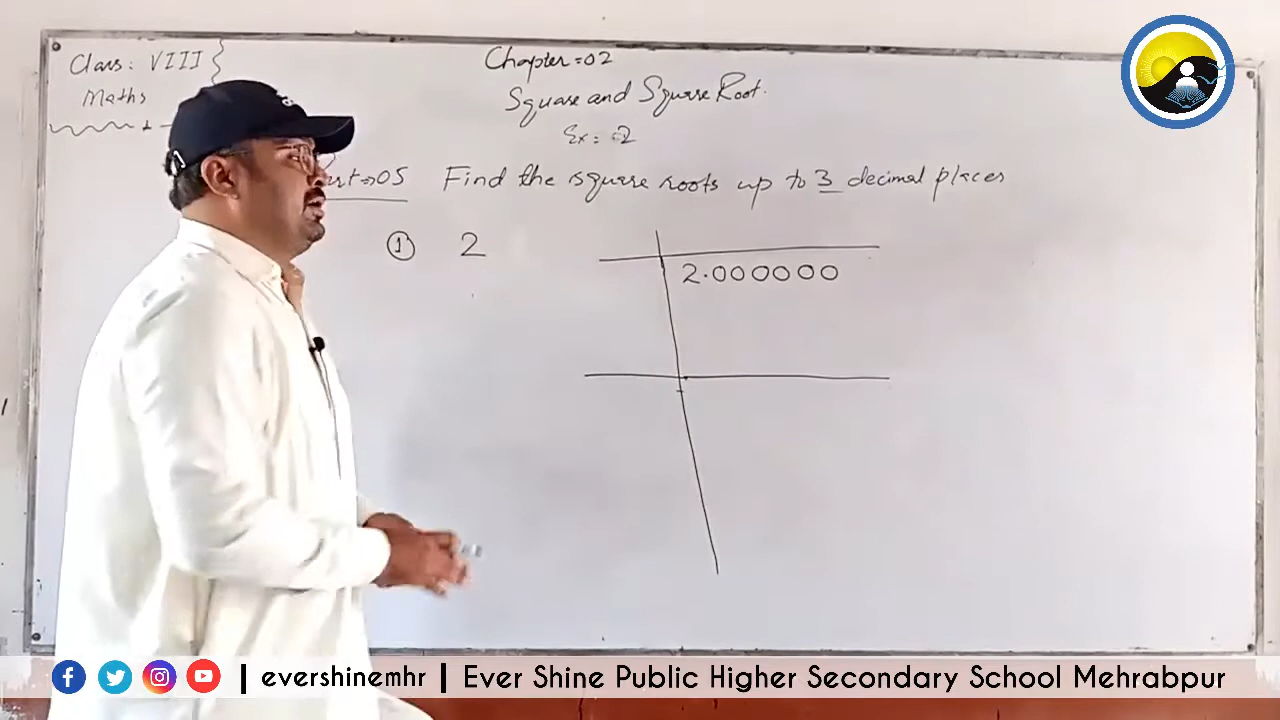 Class: VIII
Maths
Chapter=02
Square and Square Root.
Ex=02
Find the square roots up to 3 decimal places
① 2
2.000000
| evershinemhr | Ever Shine Public Higher Secondary School Mehrabpur